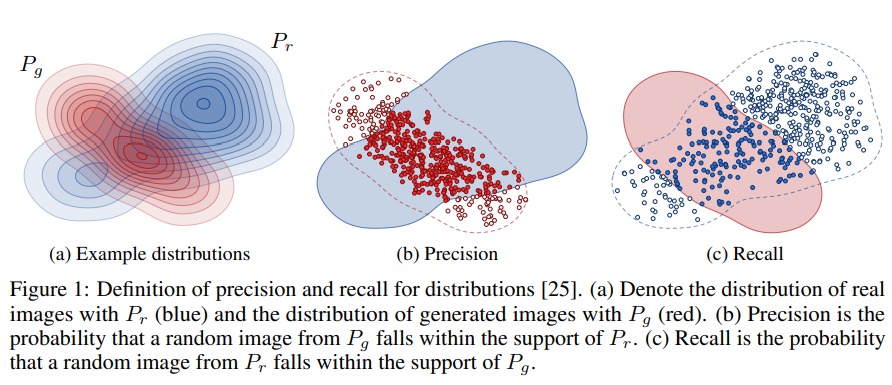 P_g
P_r
(a) Example distributions
(b) Precision
(c) Recall
Figure 1: Definition of precision and recall for distributions [25]. (a) Denote the distribution of real
images with P_r (blue) and the distribution of generated images with P_g (red). (b) Precision is the
probability that a random image from P_g falls within the support of P_r. (c) Recall is the probability
that a random image from P_r falls within the support of P_g.